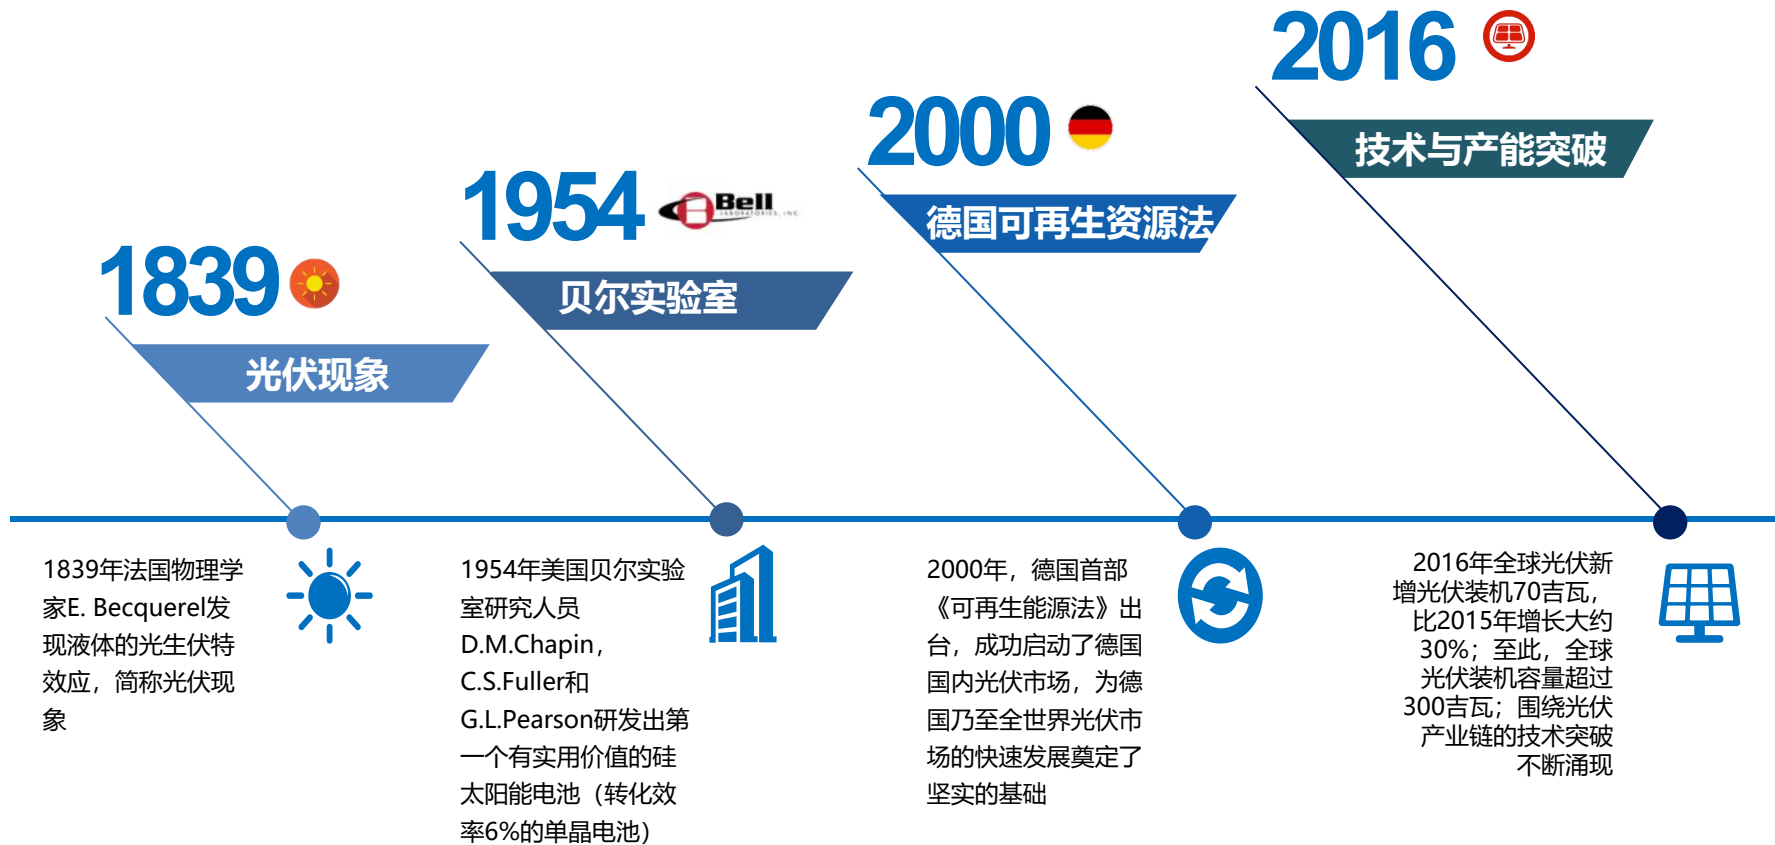 1839
光伏现象
1839年法国物理学
家E. Becquerel发
现液体的光生伏特
效应，简称光伏现
象
1954
Bell
LABORATORIES, INC.
贝尔实验室
1954年美国贝尔实验
室研究人员
D.M.Chapin，
C.S.Fuller和
G.L.Pearson研发出第
一个有实用价值的硅
太阳能电池（转化效
率6%的单晶电池）
2000
德国可再生资源法
2000年，德国首部
《可再生能源法》出
台，成功启动了德国
国内光伏市场，为德
国乃至全世界光伏市
场的快速发展奠定了
坚实的基础
2016
技术与产能突破
2016年全球光伏新
增光伏装机70吉瓦，
比2015年增长大约
30%；至此，全球
光伏装机容量超过
300吉瓦；围绕光伏
产业链的技术突破
不断涌现